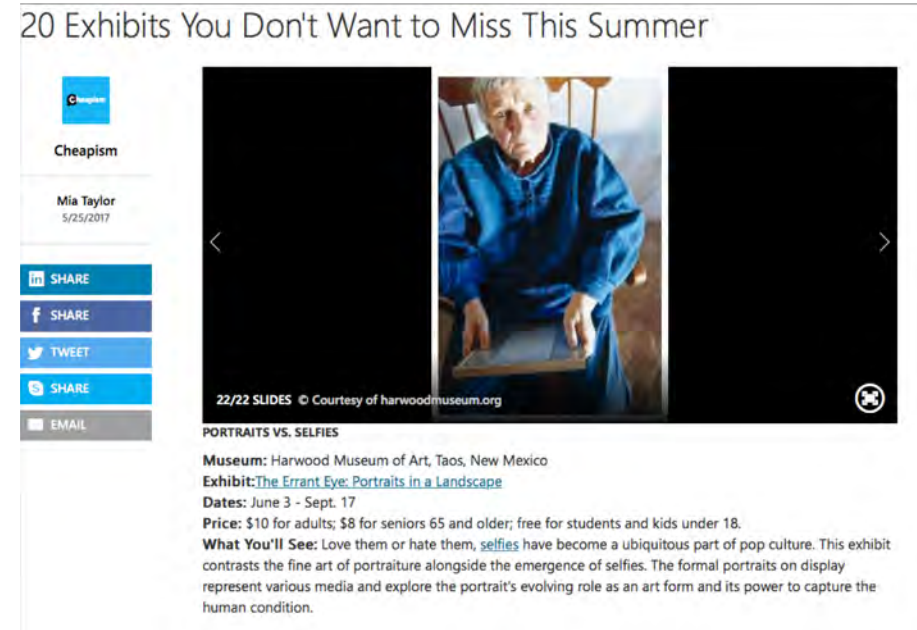 20 Exhibits You Don't Want to Miss This Summer
Cheapism
Cheapism
Mia Taylor
5/25/2017
in SHARE
f SHARE
TWEET
S SHARE
EMAIL
22/22 SLIDES © Courtesy of harwoodmuseum.org
PORTRAITS VS. SELFIES
Museum: Harwood Museum of Art, Taos, New Mexico
Exhibit:The Errant Eye: Portraits in a Landscape
Dates: June 3 - Sept. 17
Price: $10 for adults; $8 for seniors 65 and older; free for students and kids under 18.
What You'll See: Love them or hate them, selfies have become a ubiquitous part of pop culture. This exhibit
contrasts the fine art of portraiture alongside the emergence of selfies. The formal portraits on display
represent various media and explore the portrait's evolving role as an art form and its power to capture the
human condition.